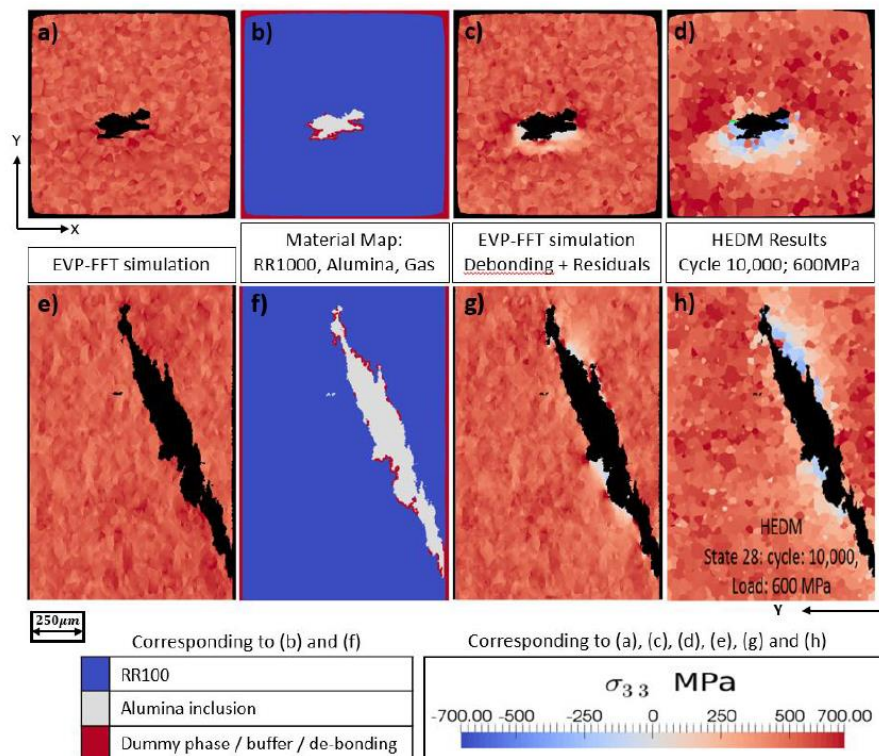 a)
b)
c)
d)
Y
X
EVP-FFT simulation
Material Map:
RR1000, Alumina, Gas
EVP-FFT simulation
Debonding + Residuals
HEDM Results
Cycle 10,000; 600MPa
e)
f)
g)
h)
HEDM
State 28: cycle: 10,000,
Load: 600 MPa
Y
250μm
Corresponding to (b) and (f)
RR100
Alumina inclusion
Dummy phase / buffer / de-bonding
Corresponding to (a), (c), (d), (e), (g) and (h)
σ33 MPa
-700.00 -500 -250 0 250 500 700.00